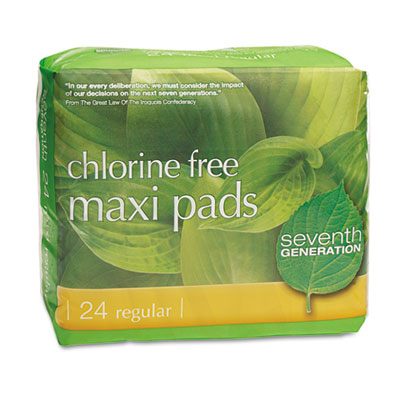 "In our every deliberation, we must consider the impact
of our decisions on the next seven generations."
From The Great Law Of The Iroquois Confederacy
chlorine free
maxi pads
seventh
GENERATION
24 regular